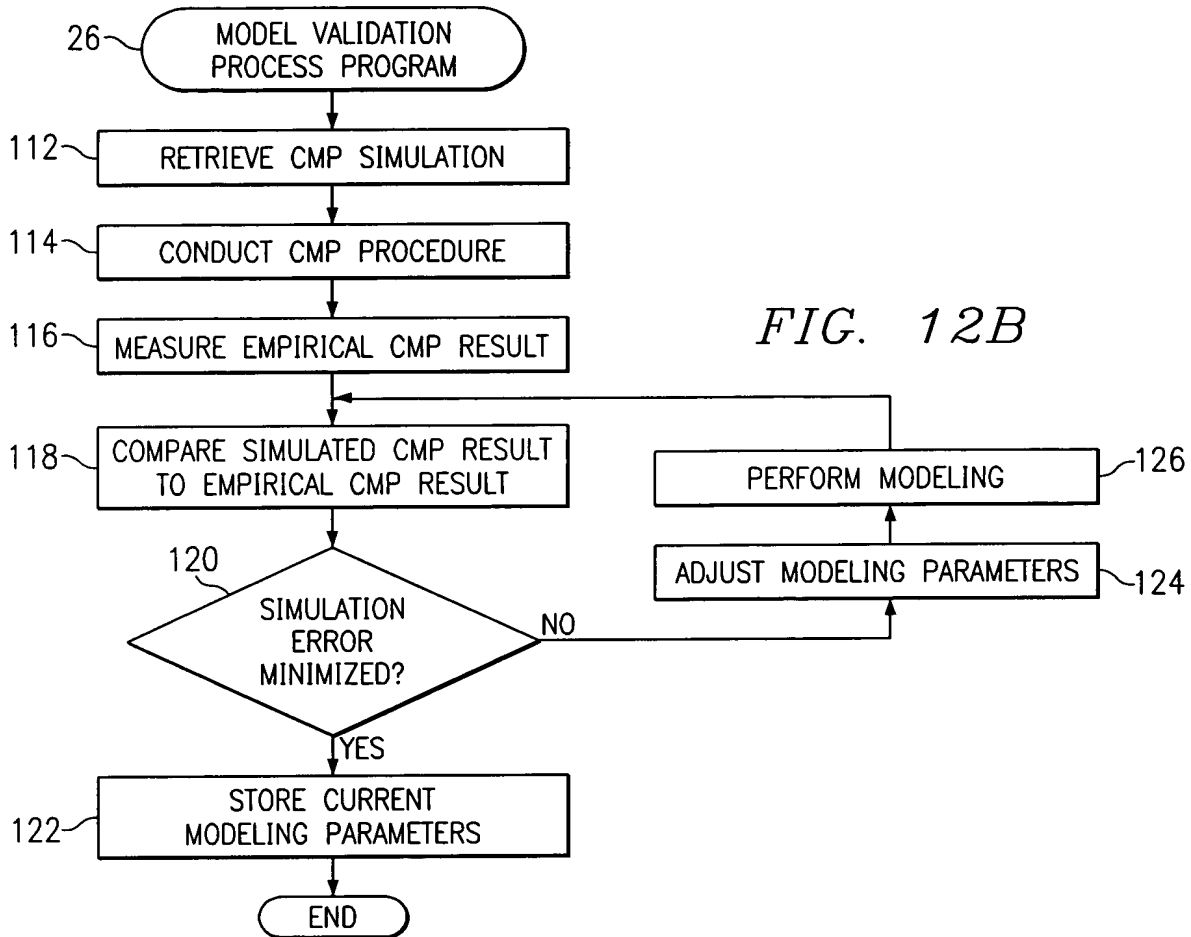 26
MODEL VALIDATION
PROCESS PROGRAM
112
RETRIEVE CMP SIMULATION
114
CONDUCT CMP PROCEDURE
116
MEASURE EMPIRICAL CMP RESULT
FIG. 12B
118
COMPARE SIMULATED CMP RESULT
TO EMPIRICAL CMP RESULT
PERFORM MODELING
126
ADJUST MODELING PARAMETERS
124
120
SIMULATION
ERROR
MINIMIZED?
NO
YES
122
STORE CURRENT
MODELING PARAMETERS
END